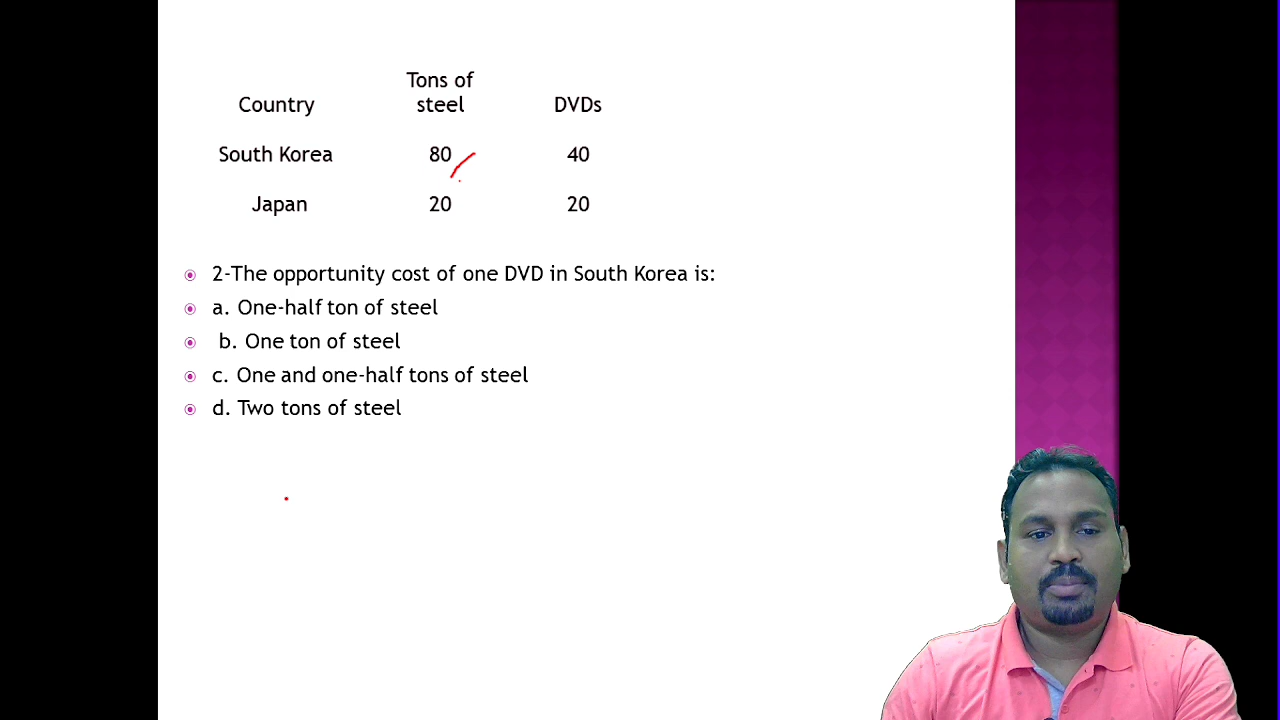 Tons of
Country steel DVDs
South Korea 80 40
Japan 20 20
2-The opportunity cost of one DVD in South Korea is:
a. One-half ton of steel
b. One ton of steel
c. One and one-half tons of steel
d. Two tons of steel